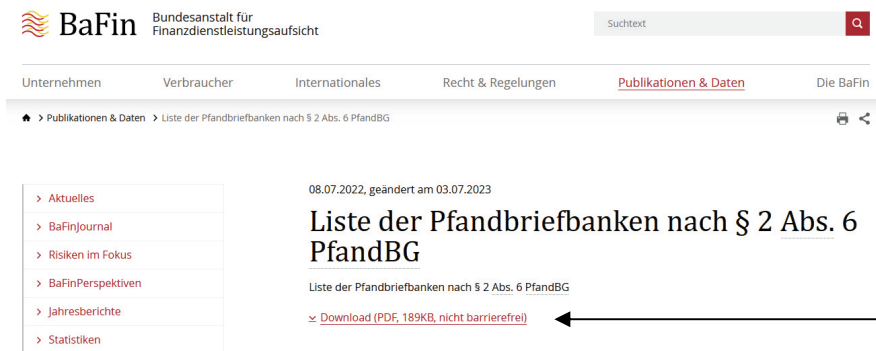 BaFin
Bundesanstalt für
Finanzdienstleistungsaufsicht
Suchtext
Unternehmen Verbraucher Internationales Recht & Regelungen Publikationen & Daten Die BaFin
> Publikationen & Daten > Liste der Pfandbriefbanken nach § 2 Abs. 6 PfandBG
> Aktuelles
> BaFinJournal
> Risiken im Fokus
> BaFinPerspektiven
> Jahresberichte
> Statistiken
08.07.2022, geändert am 03.07.2023
Liste der Pfandbriefbanken nach § 2 Abs. 6
PfandBG
Liste der Pfandbriefbanken nach § 2 Abs. 6 PfandBG
Download (PDF, 189KB, nicht barrierefrei)